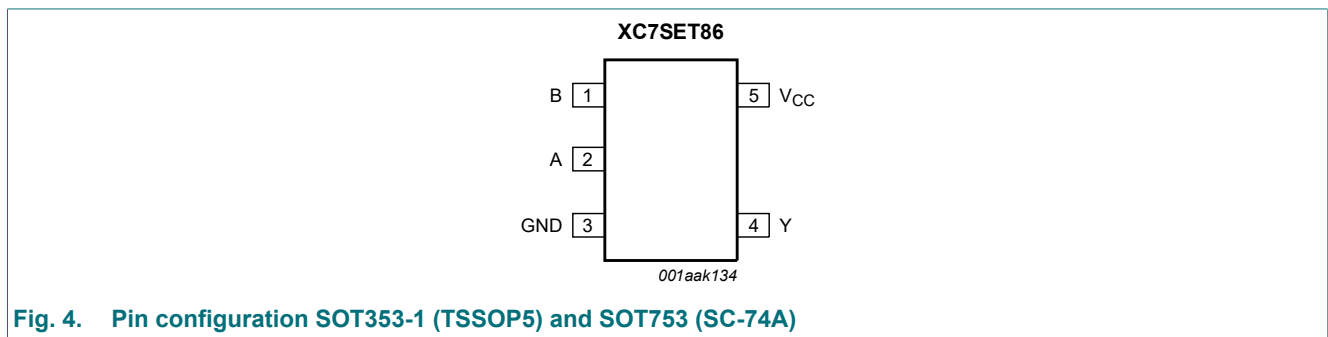 XC7SET86
B 1 5 VCC
A 2
GND 3 4 Y
001aak134
Fig. 4. Pin configuration SOT353-1 (TSSOP5) and SOT753 (SC-74A)